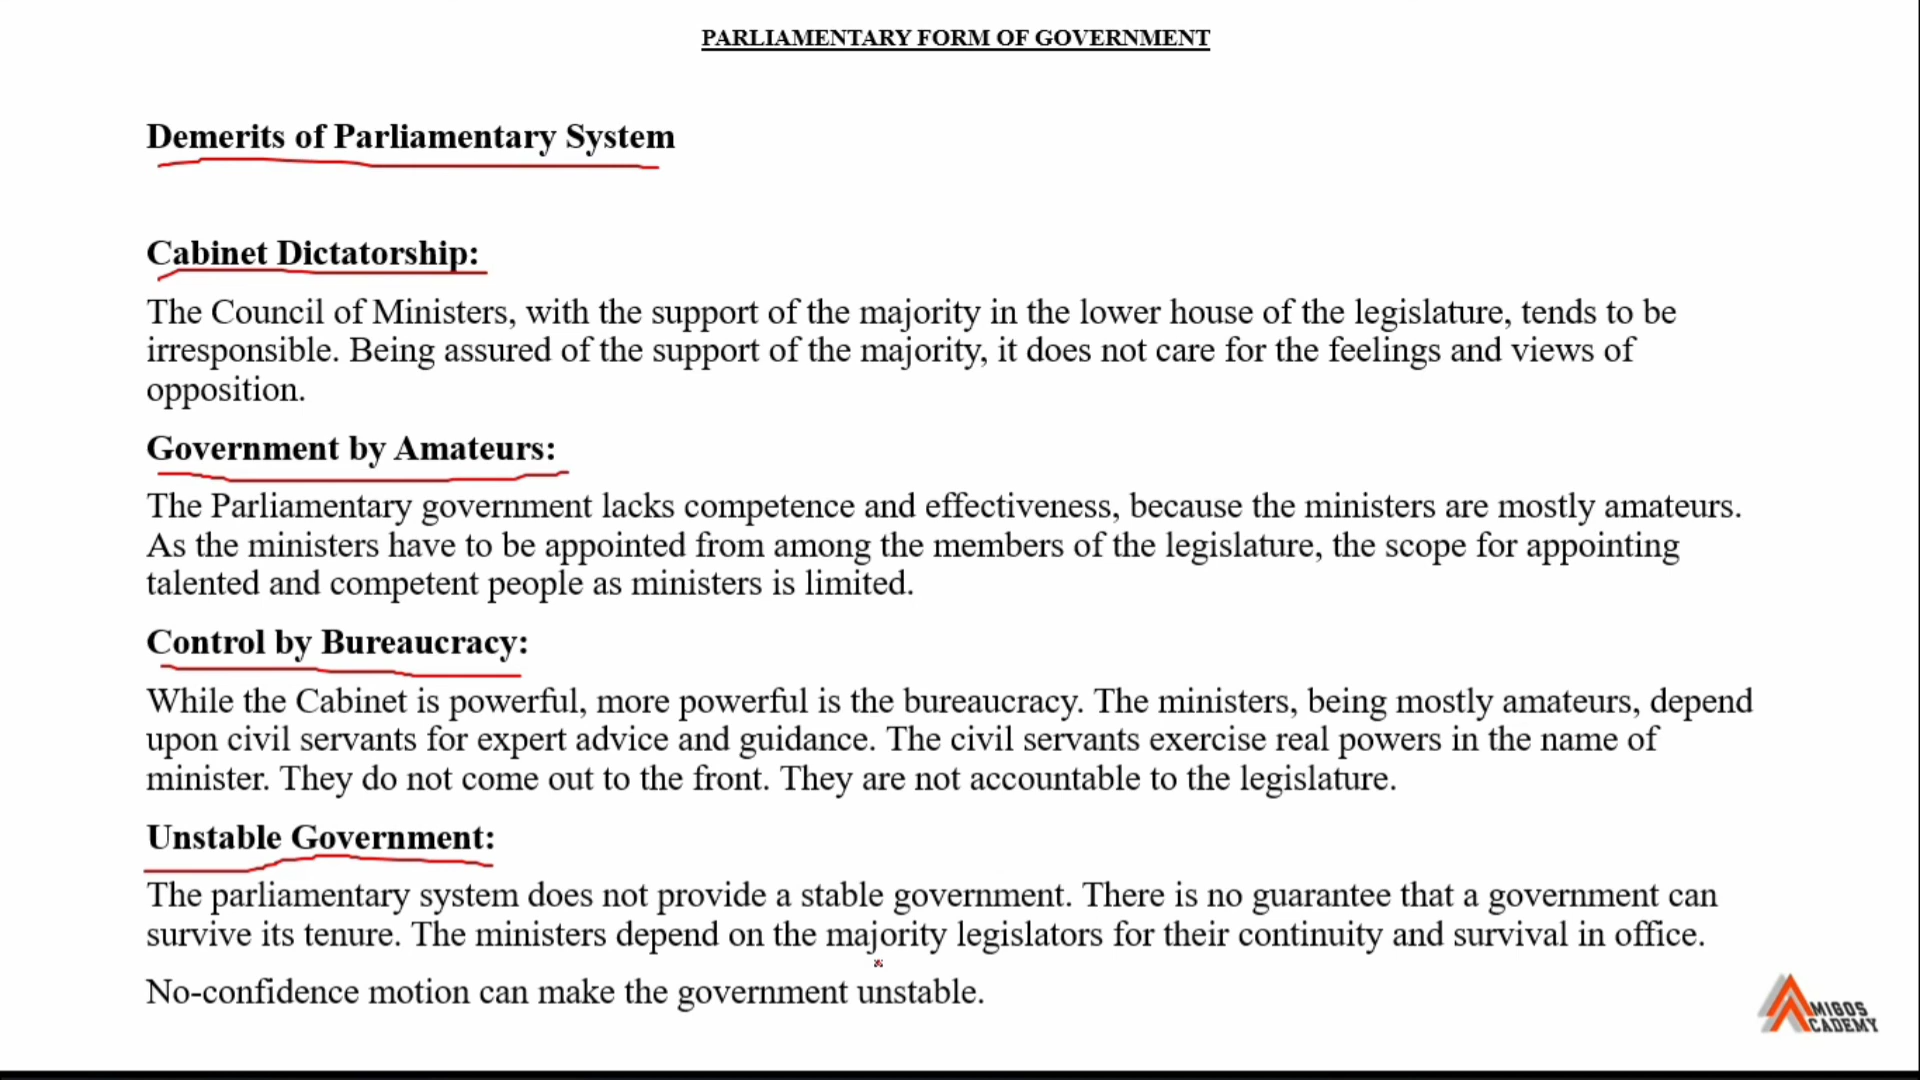 PARLIAMENTARY FORM OF GOVERNMENT
Demerits of Parliamentary System
Cabinet Dictatorship:
The Council of Ministers, with the support of the majority in the lower house of the legislature, tends to be
irresponsible. Being assured of the support of the majority, it does not care for the feelings and views of
opposition.
Government by Amateurs:
The Parliamentary government lacks competence and effectiveness, because the ministers are mostly amateurs.
As the ministers have to be appointed from among the members of the legislature, the scope for appointing
talented and competent people as ministers is limited.
Control by Bureaucracy:
While the Cabinet is powerful, more powerful is the bureaucracy. The ministers, being mostly amateurs, depend
upon civil servants for expert advice and guidance. The civil servants exercise real powers in the name of
minister. They do not come out to the front. They are not accountable to the legislature.
Unstable Government:
The parliamentary system does not provide a stable government. There is no guarantee that a government can
survive its tenure. The ministers depend on the majority legislators for their continuity and survival in office.
No-confidence motion can make the government unstable.
AMIGOS
ACADEMY